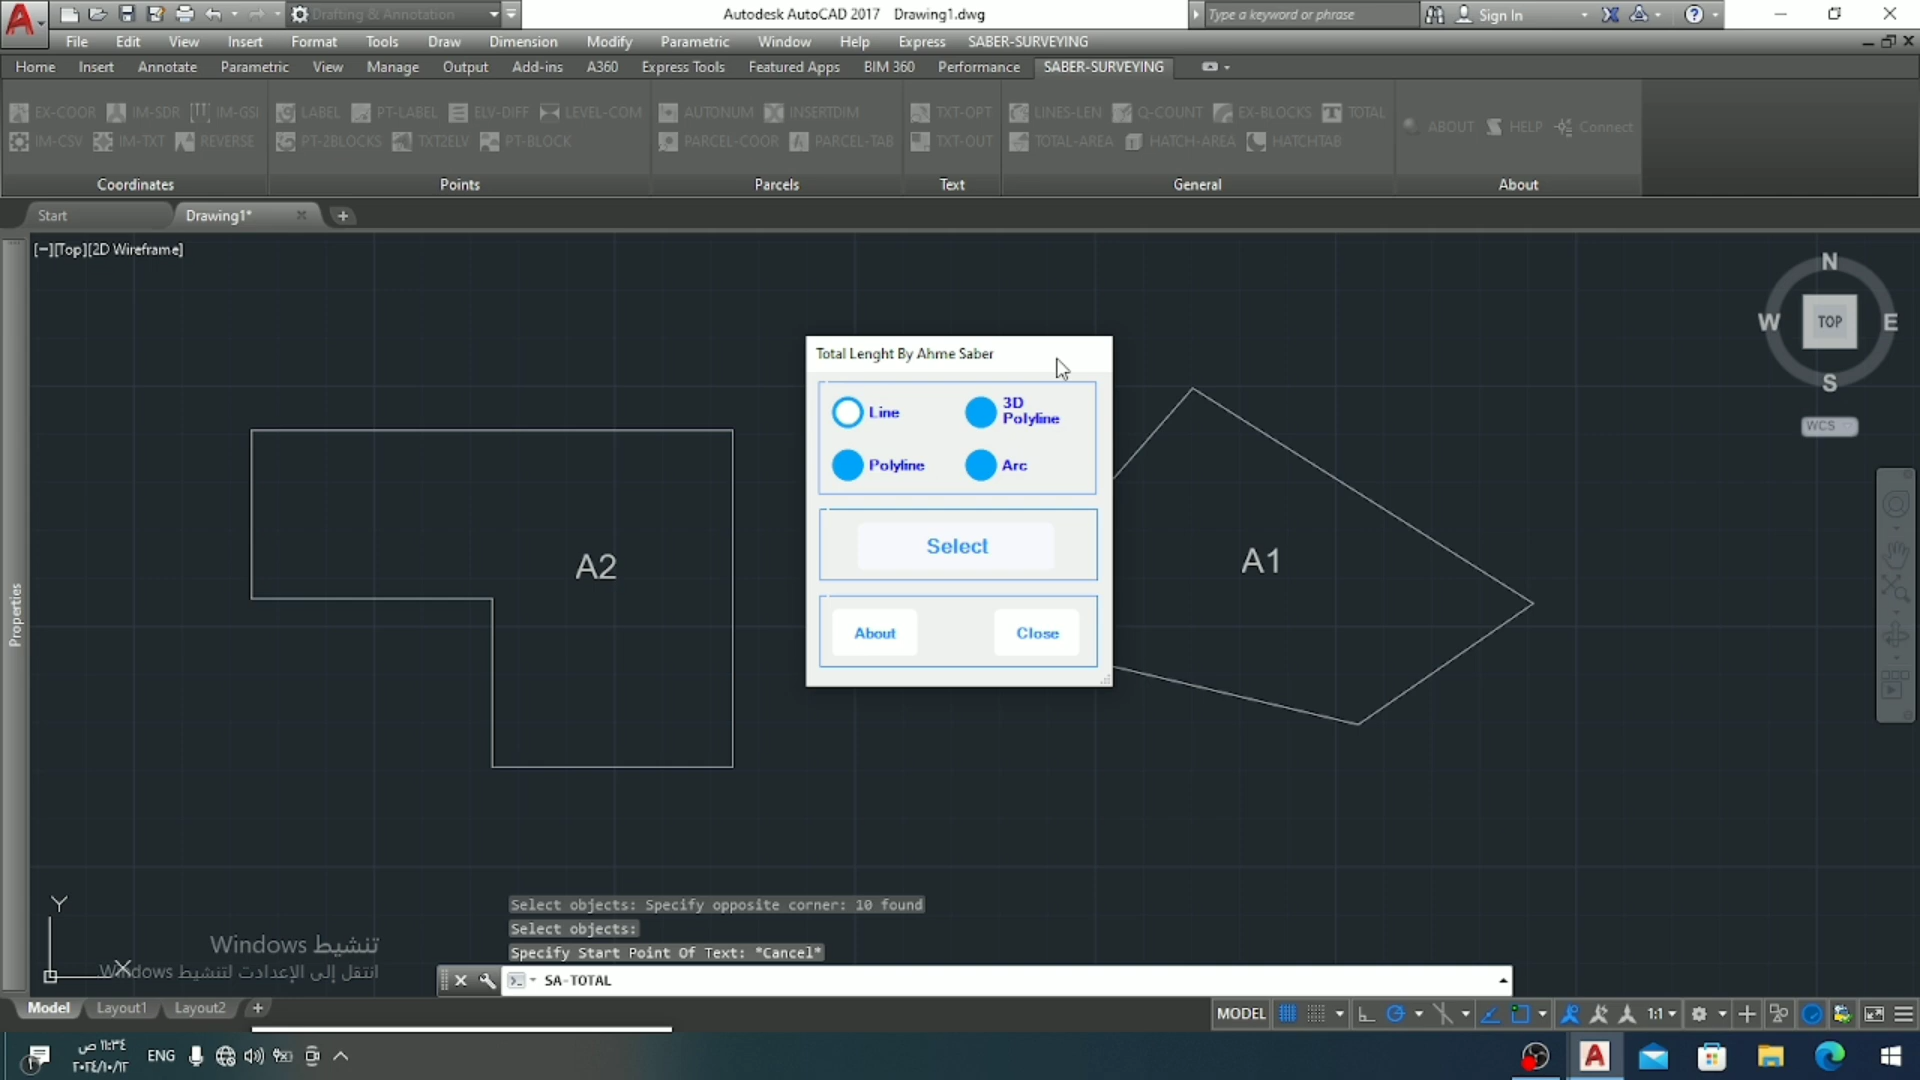 Drafting & Annotation
Autodesk AutoCAD 2017 Drawing1.dwg
Type a keyword or phrase
Sign In
File Edit View Insert Format Tools Draw Dimension Modify Parametric Window Help Express SABER-SURVEYING
Home Insert Annotate Parametric View Manage Output Add-ins A360 Express Tools Featured Apps BIM 360 Performance SABER-SURVEYING
EX-COOR IM-SDR IM-GSI LABEL PT-LABEL ELV-DIFF LEVEL-COM AUTONUM INSERTDIM TXT-OPT LINES-LEN Q-COUNT EX-BLOCKS TOTAL
ABOUT HELP Connect
IM-CSV IM-TXT REVERSE PT-2BLOCKS TXT2ELV PT-BLOCK PARCEL-COOR PARCEL-TAB TXT-OUT TOTAL-AREA HATCH-AREA HATCHTAB
Coordinates Points Parcels Text General About
Start Drawing1*
[−][Top][2D Wireframe]
N
W TOP E
S
WCS
Total Lenght By Ahme Saber
Line 3D Polyline
Polyline Arc
Select
About Close
A2
A1
Properties
Y
X
Select objects: Specify opposite corner: 10 found
Select objects:
Specify Start Point Of Text: *Cancel*
SA-TOTAL
تنشيط Windows
انتقل إلى الإعدادات لتنشيط Windows
Model Layout1 Layout2
MODEL 1:1
١١:٣٤ ص
ENG
٢٠٢٤/١٠/١٢
1